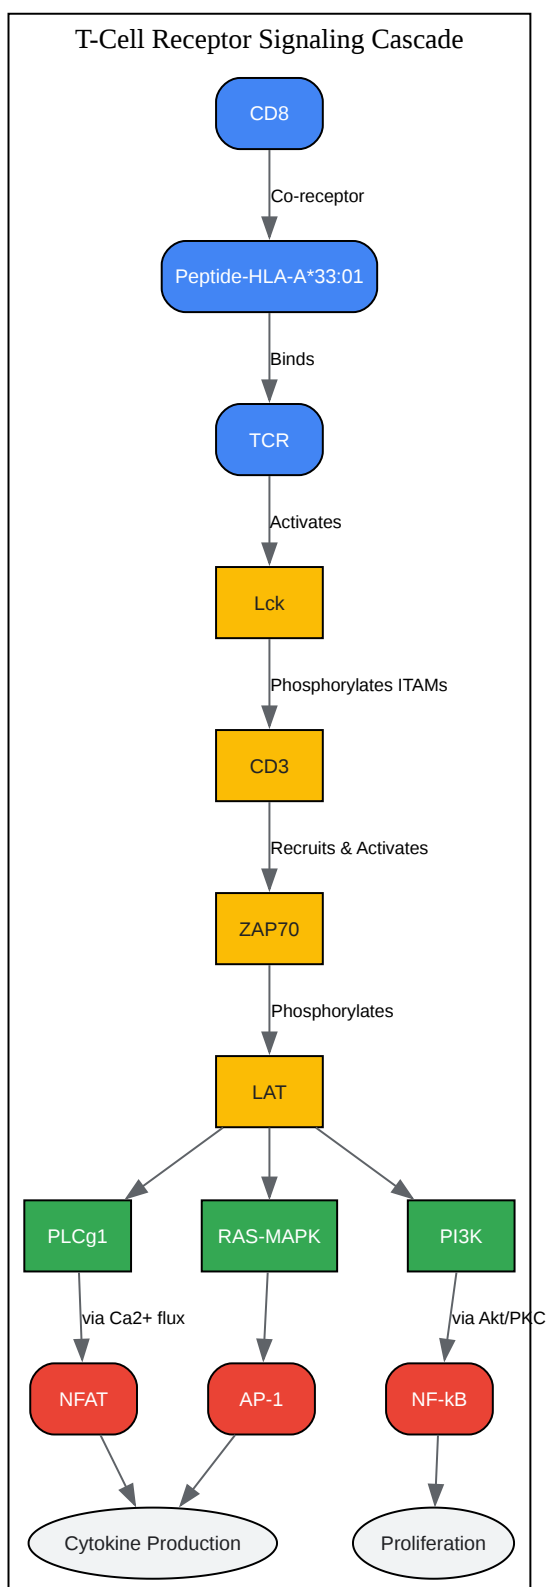 T-Cell Receptor Signaling Cascade
CD8
Co-receptor
Peptide-HLA-A*33:01
Binds
TCR
Activates
Lck
Phosphorylates ITAMs
CD3
Recruits & Activates
ZAP70
Phosphorylates
LAT
PLCg1
RAS-MAPK
PI3K
via Ca2+ flux
via Akt/PKC
NFAT
AP-1
NF-kB
Cytokine Production
Proliferation